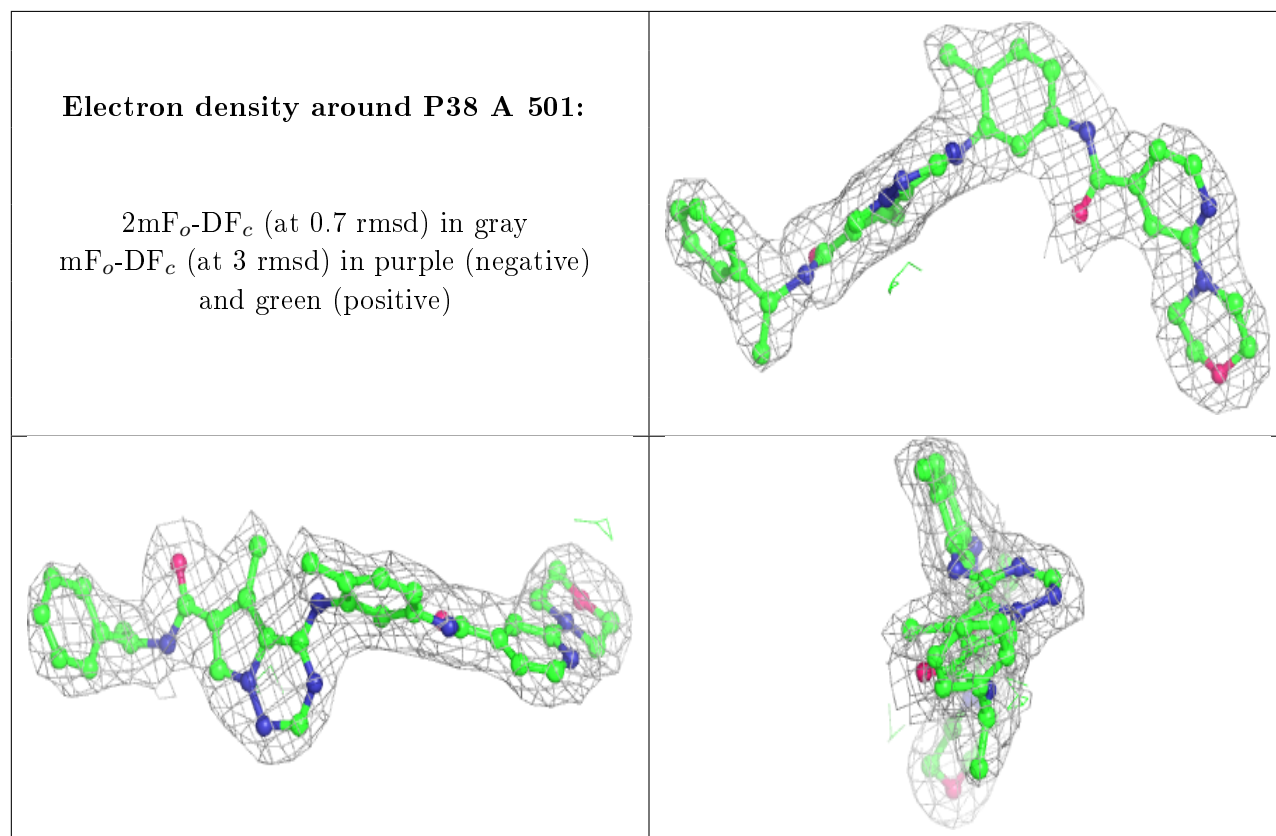 Electron density around P38 A 501:
2mFₒ-DF𝒸 (at 0.7 rmsd) in gray
mFₒ-DF𝒸 (at 3 rmsd) in purple (negative)
and green (positive)